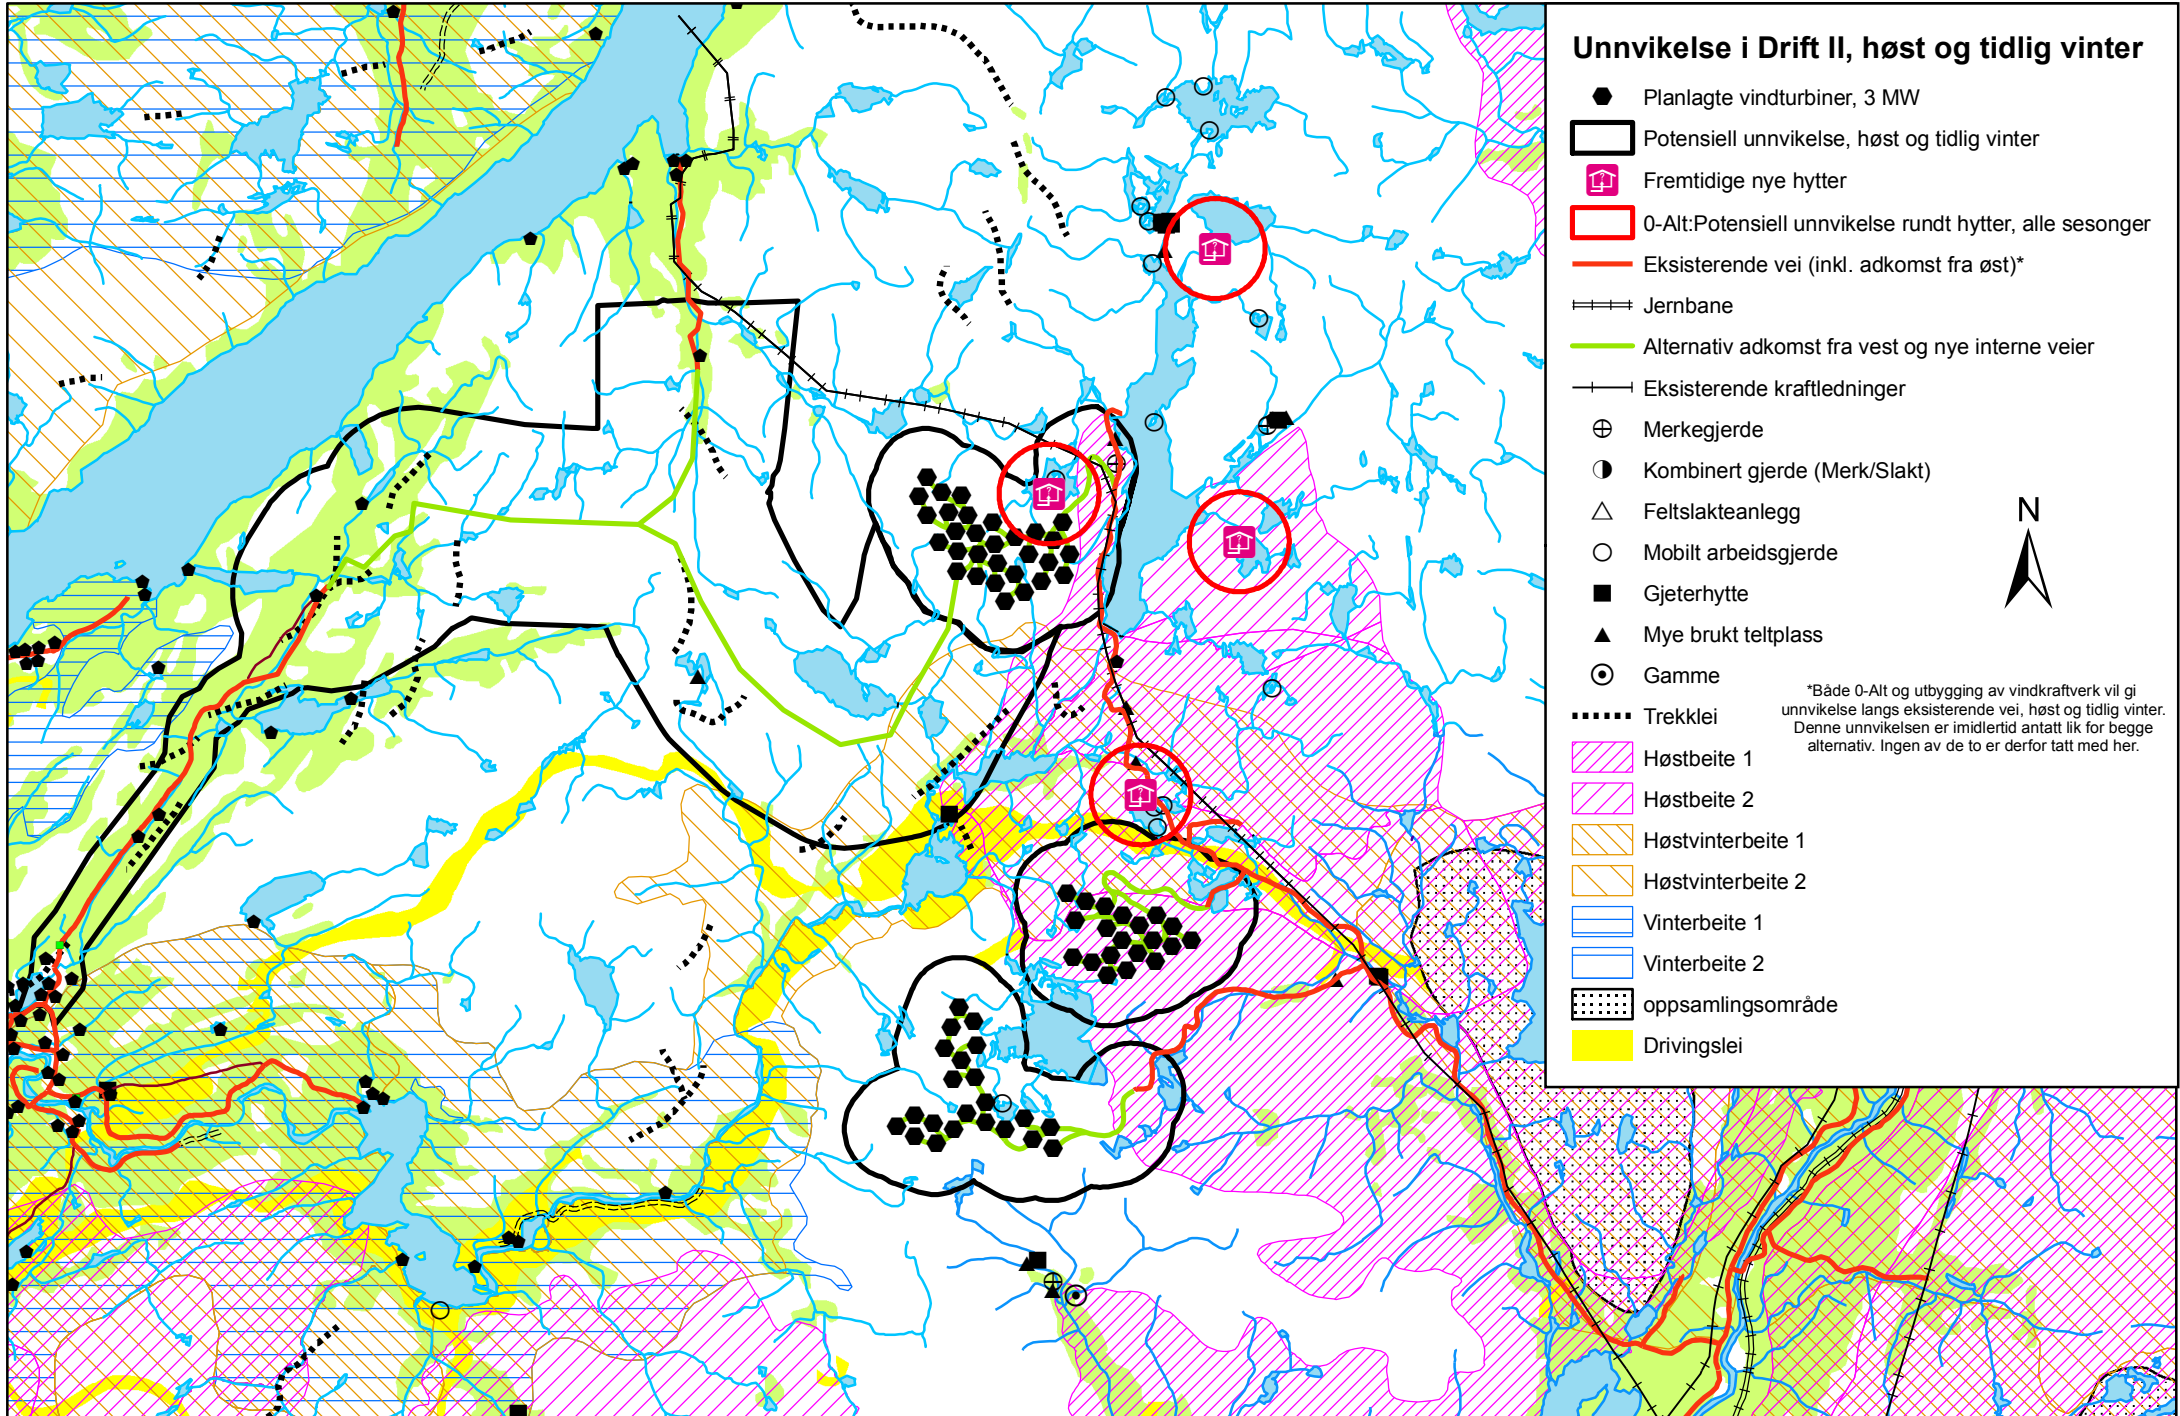 Unnvikelse i Drift II, høst og tidlig vinter
Planlagte vindturbiner, 3 MW
Potensiell unnvikelse, høst og tidlig vinter
Fremtidige nye hytter
0-Alt:Potensiell unnvikelse rundt hytter, alle sesonger
Eksisterende vei (inkl. adkomst fra øst)*
Jernbane
Alternativ adkomst fra vest og nye interne veier
Eksisterende kraftledninger
Merkegjerde
Kombinert gjerde (Merk/Slakt)
Feltslakteanlegg
Mobilt arbeidsgjerde
Gjeterhytte
Mye brukt teltplass
Gamme
Trekklei
Høstbeite 1
Høstbeite 2
Høstvinterbeite 1
Høstvinterbeite 2
Vinterbeite 1
Vinterbeite 2
oppsamlingsområde
Drivingslei
N
*Både 0-Alt og utbygging av vindkraftverk vil gi
unnvikelse langs eksisterende vei, høst og tidlig vinter.
Denne unnvikelsen er imidlertid antatt lik for begge
alternativ. Ingen av de to er derfor tatt med her.